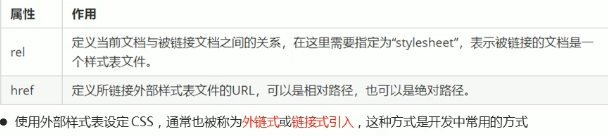 属性 作用
rel 定义当前文档与被链接文档之间的关系，在这里需要指定为“stylesheet”，表示被链接的文档是一
个样式表文件。
href 定义所链接外部样式表文件的URL，可以是相对路径，也可以是绝对路径。
● 使用外部样式表设定 CSS，通常也被称为外链式或链接式引入，这种方式是开发中常用的方式